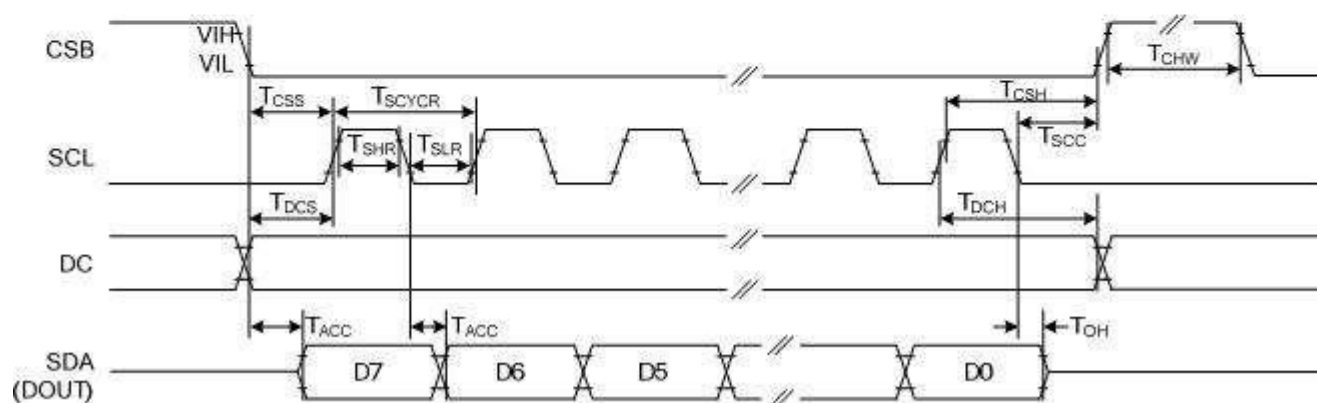 CSB
VIH
VIL
TCHW
TCSS
TSCYCR
TCSH
TSCC
SCL
TSHR
TSLR
TDCS
TDCH
DC
TACC
TACC
TOH
SDA
(DOUT)
D7
D6
D5
D0